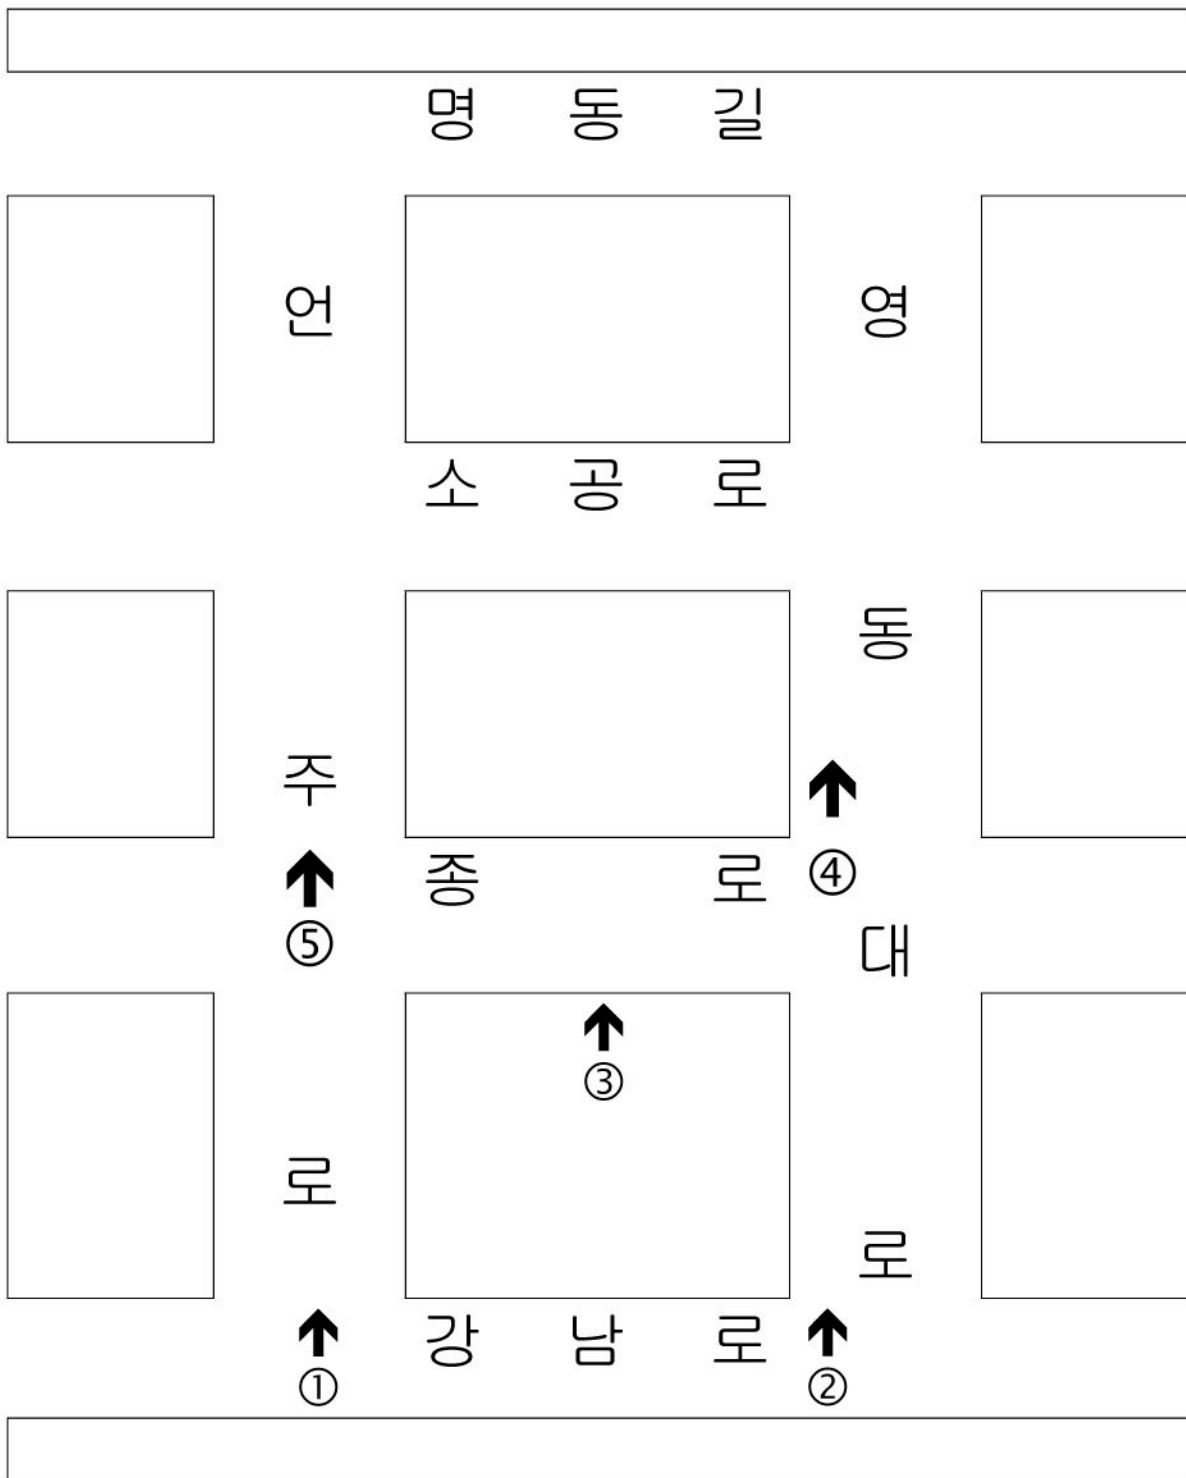 명 동 길
언주로
영동대로
소 공 로
종 로
④
⑤
③
강 남 로
①
②